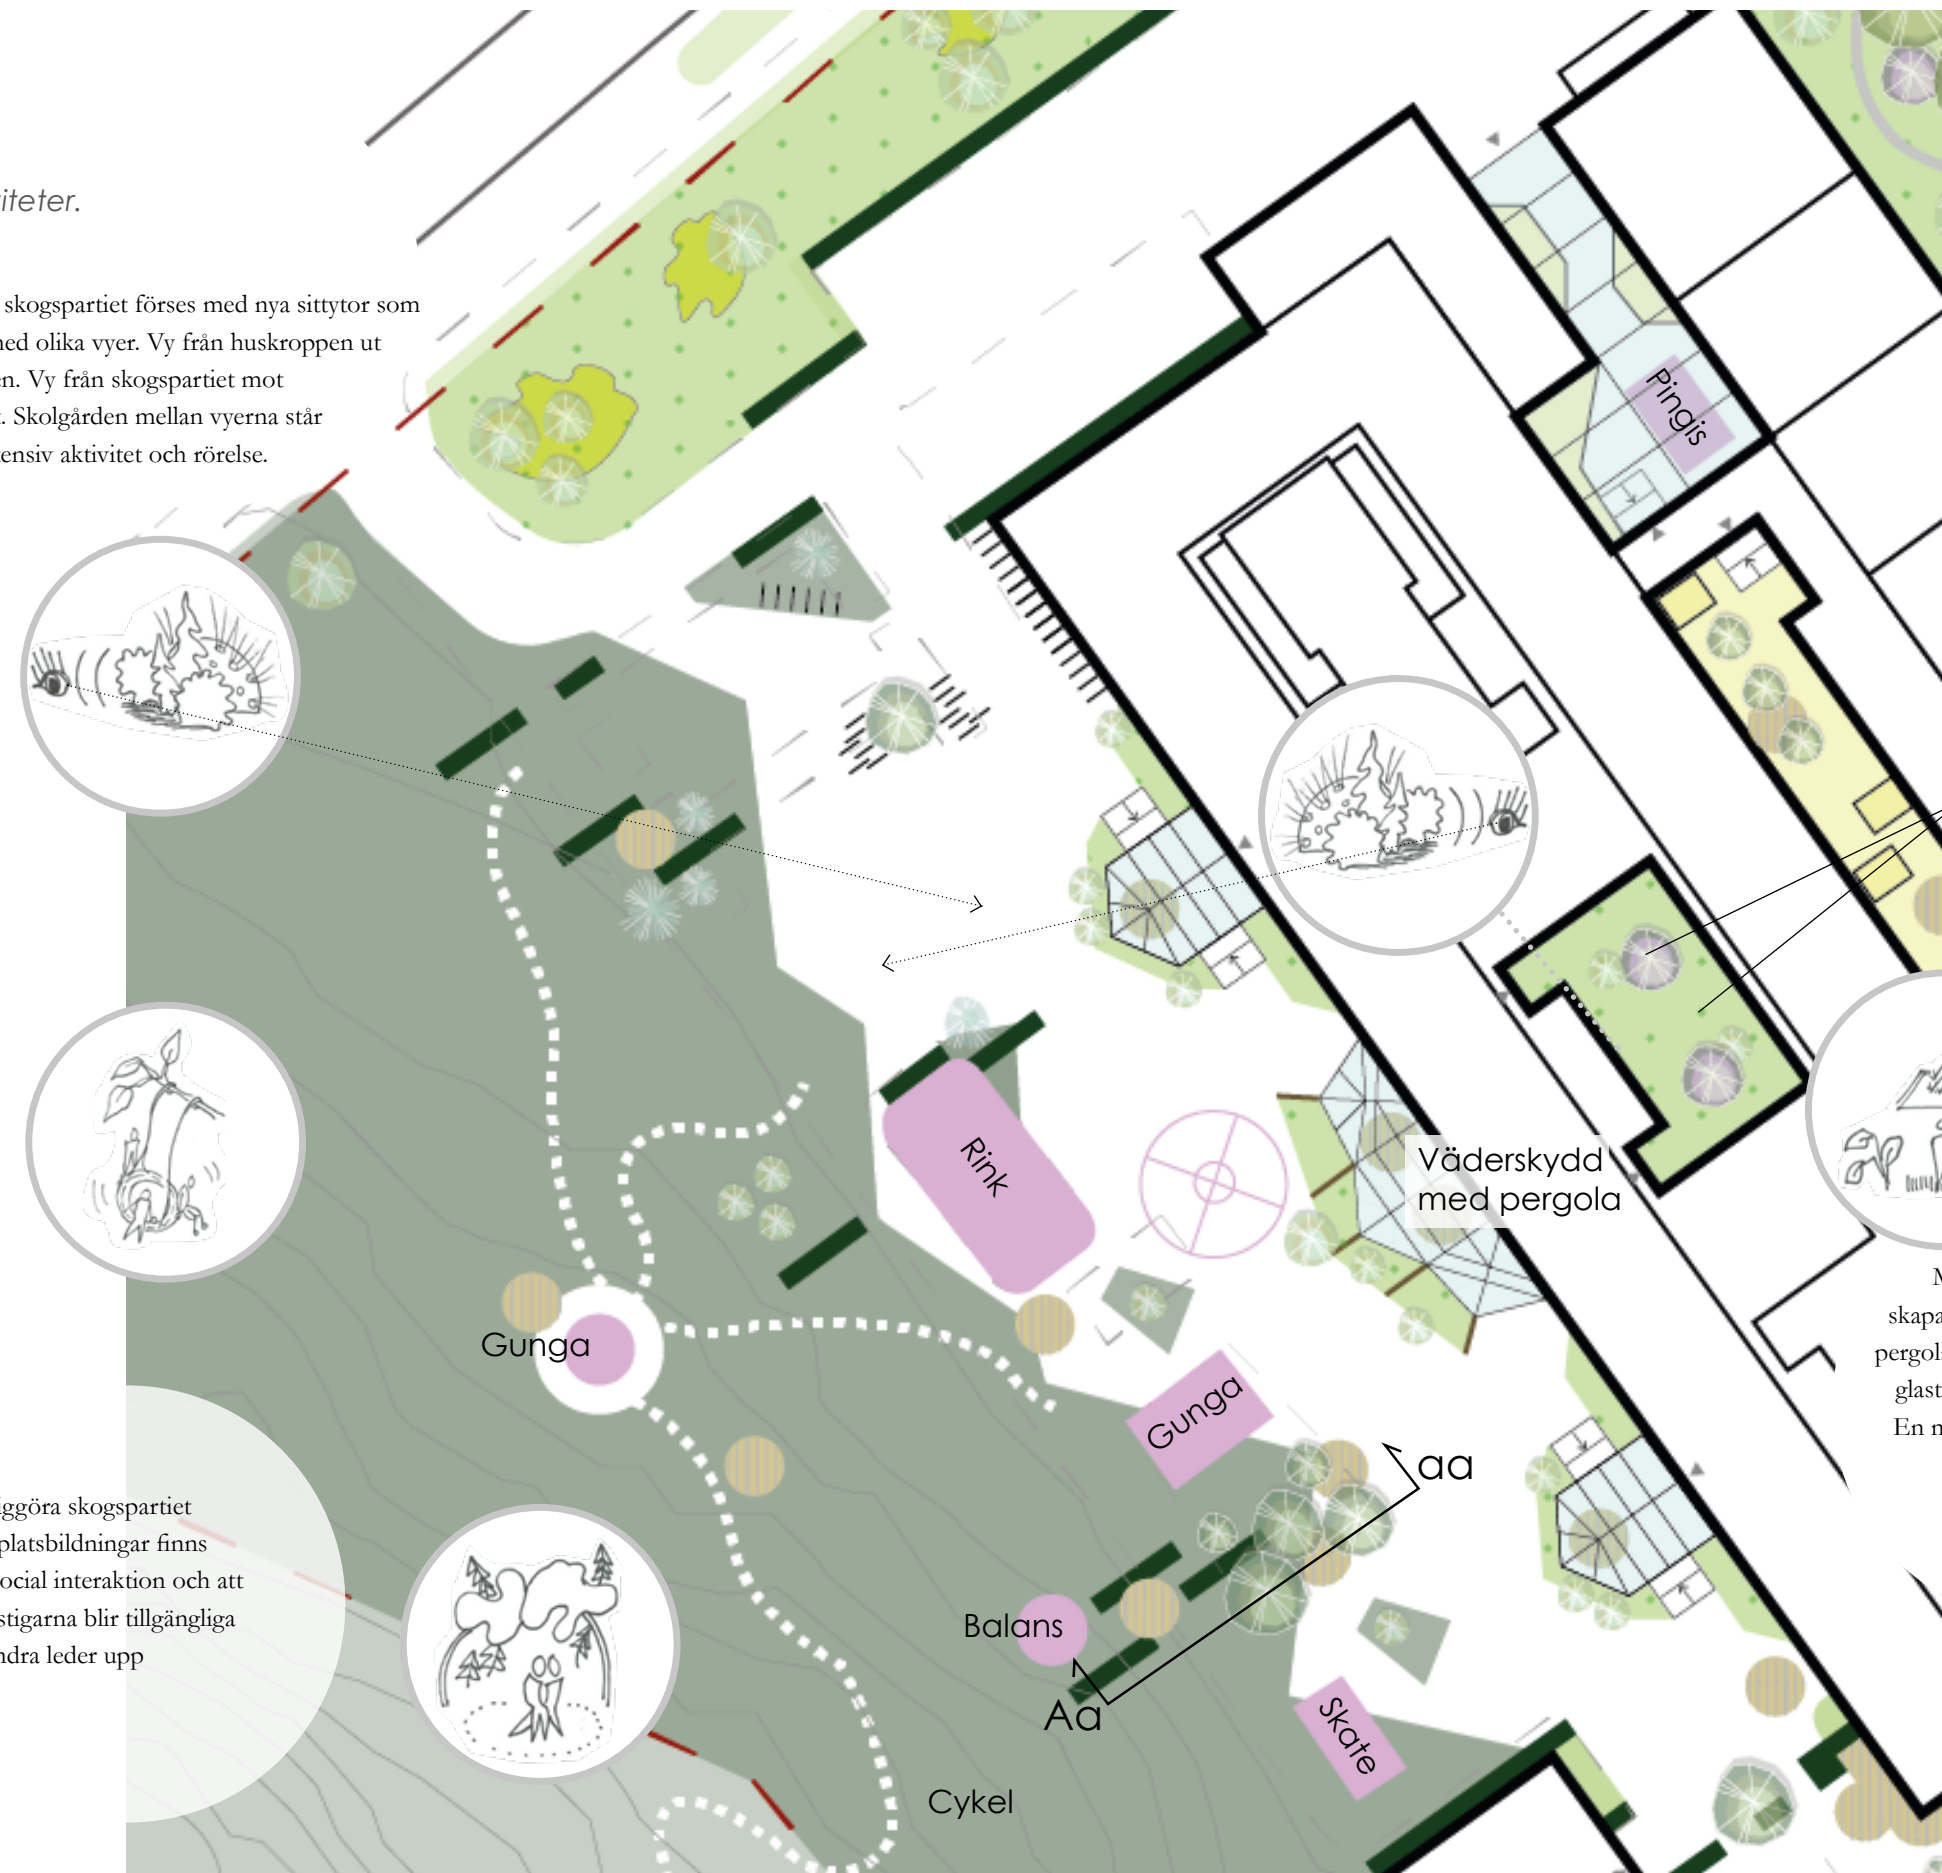 iteter.
skogspartiet förses med nya sittytor som
ed olika vyer. Vy från huskroppen ut
n. Vy från skogspartiet mot
. Skolgården mellan vyerna står
ensiv aktivitet och rörelse.
Pingis
Rink
Väderskydd
med pergola
Gunga
Gunga
aa
Balans
Aa
Skate
Cykel
iggöra skogspartiet
platsbildningar finns
ocial interaktion och att
stigarna blir tillgängliga
ndra leder upp
M
skapa
pergol
glast
En n